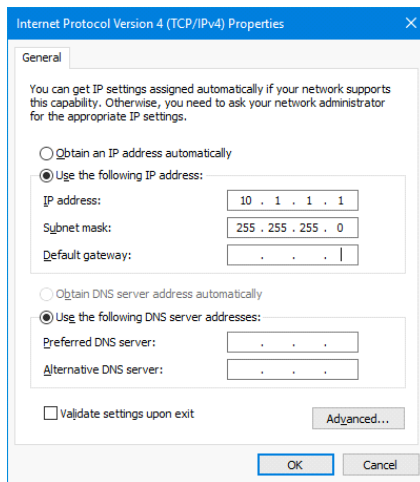 Internet Protocol Version 4 (TCP/IPv4) Properties
General
You can get IP settings assigned automatically if your network supports
this capability. Otherwise, you need to ask your network administrator
for the appropriate IP settings.
Obtain an IP address automatically
Use the following IP address:
IP address: 10 . 1 . 1 . 1
Subnet mask: 255 . 255 . 255 . 0
Default gateway: . . .
Obtain DNS server address automatically
Use the following DNS server addresses:
Preferred DNS server: . . .
Alternative DNS server: . . .
Validate settings upon exit
Advanced...
OK Cancel